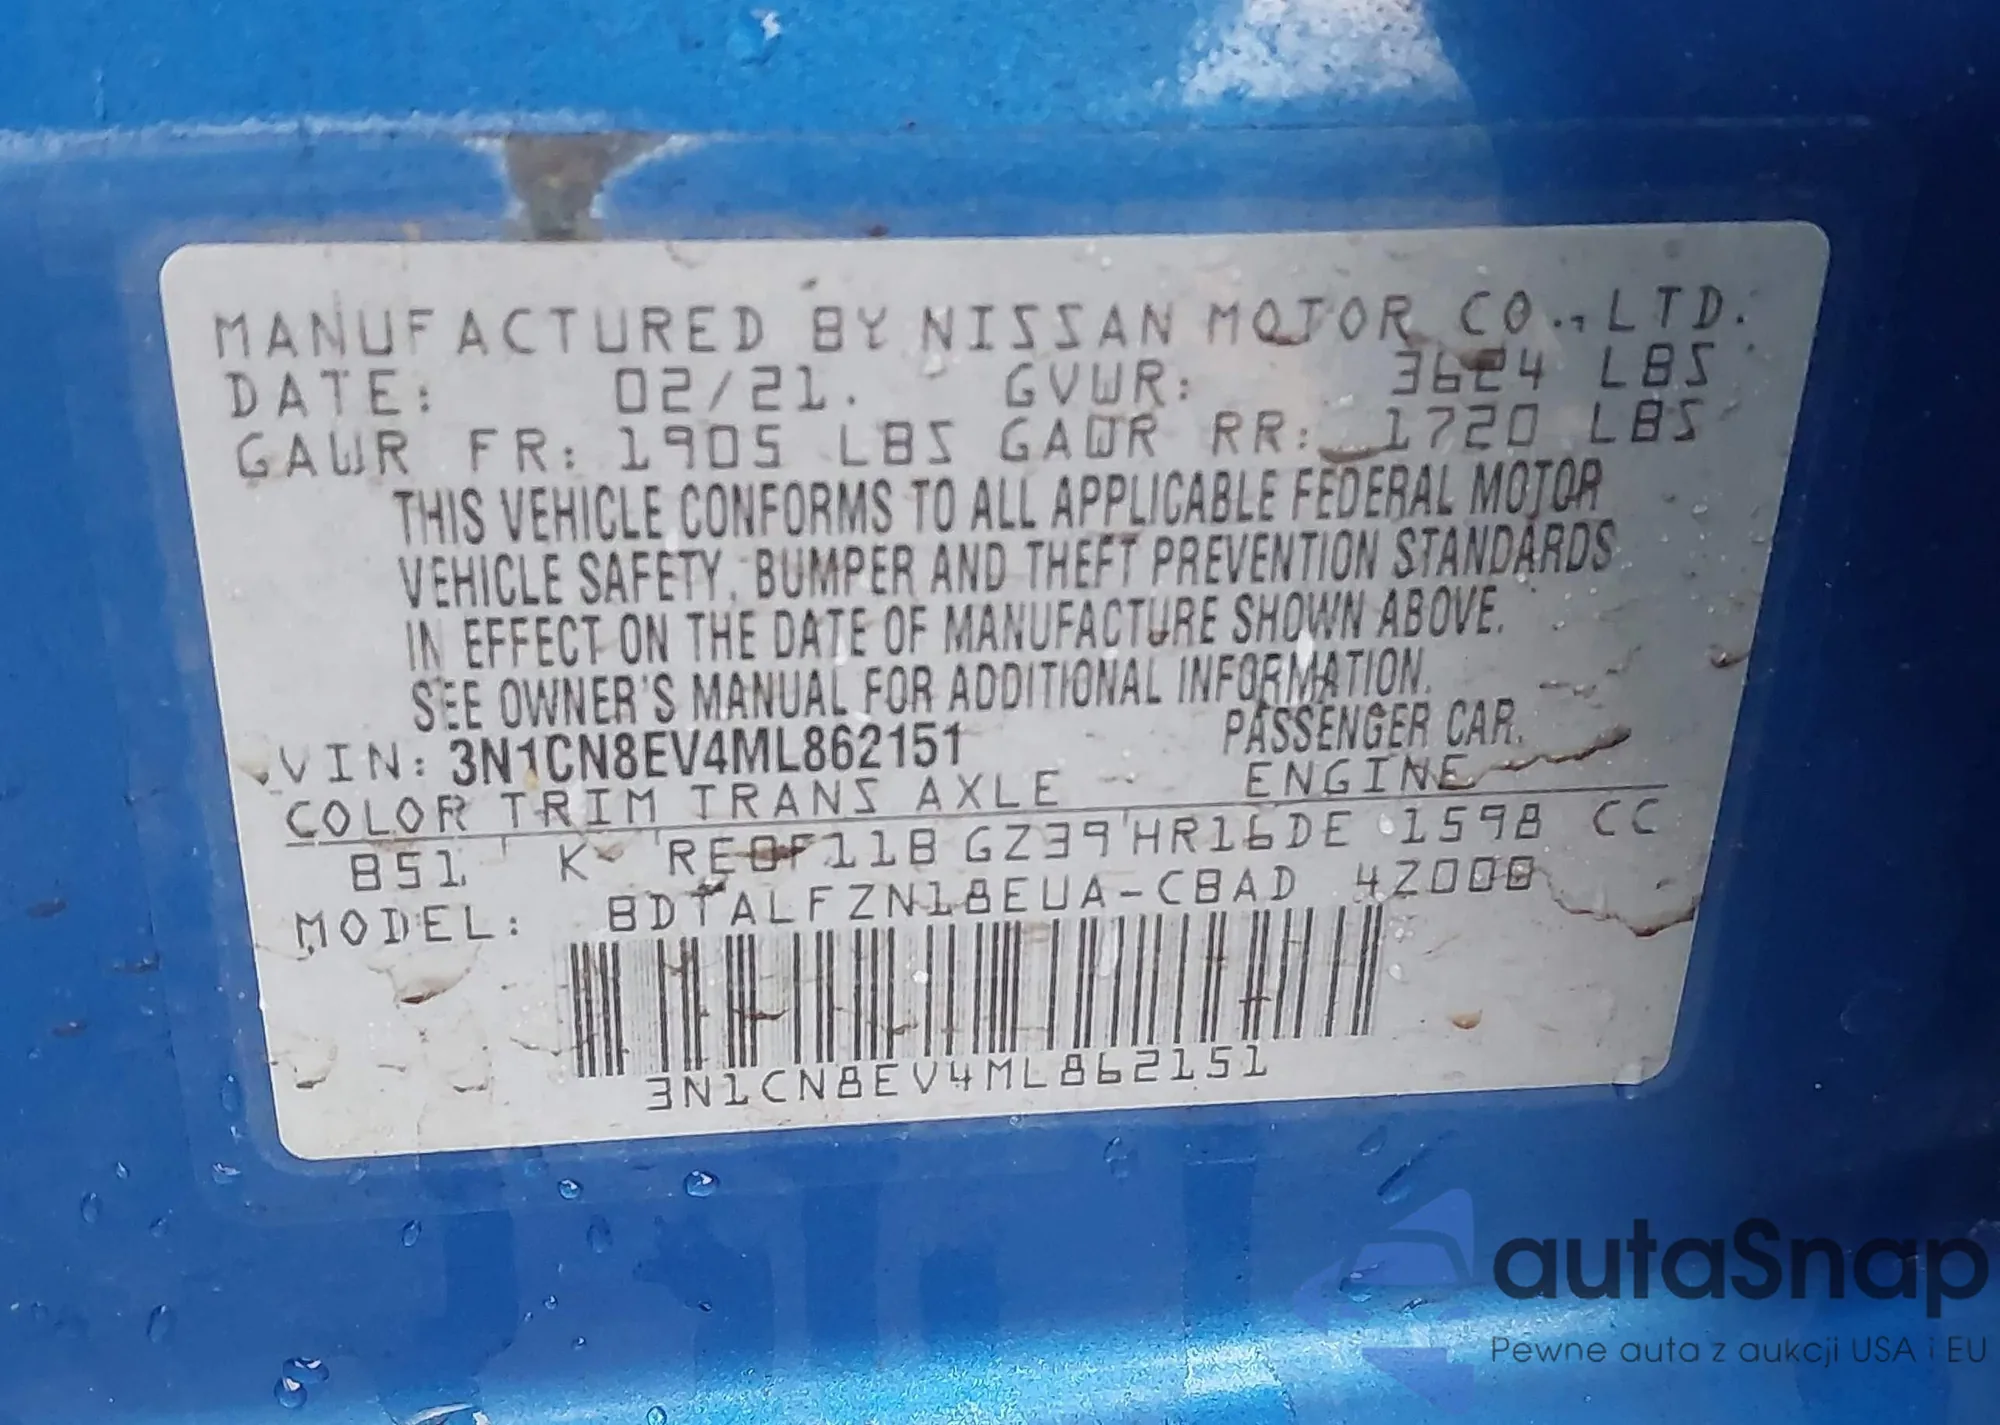 MANUFACTURED BY NISSAN MOTOR CO., LTD.
DATE: 02/21. GVWR: 3624 LBS
GAWR FR: 1905 LBS GAWR RR: 1720 LBS
THIS VEHICLE CONFORMS TO ALL APPLICABLE FEDERAL MOTOR
VEHICLE SAFETY, BUMPER AND THEFT PREVENTION STANDARDS
IN EFFECT ON THE DATE OF MANUFACTURE SHOWN ABOVE.
SEE OWNER'S MANUAL FOR ADDITIONAL INFORMATION.
VIN: 3N1CN8EV4ML862151 PASSENGER CAR.
COLOR TRIM TRANS AXLE ENGINE
B51 K RE0F11B GZ39 HR16DE 1598 CC
MODEL: BDTALFZN18EUA-CBAD 4Z000
3N1CN8EV4ML862151
autaSnap
Pewne auta z aukcji USA i EU